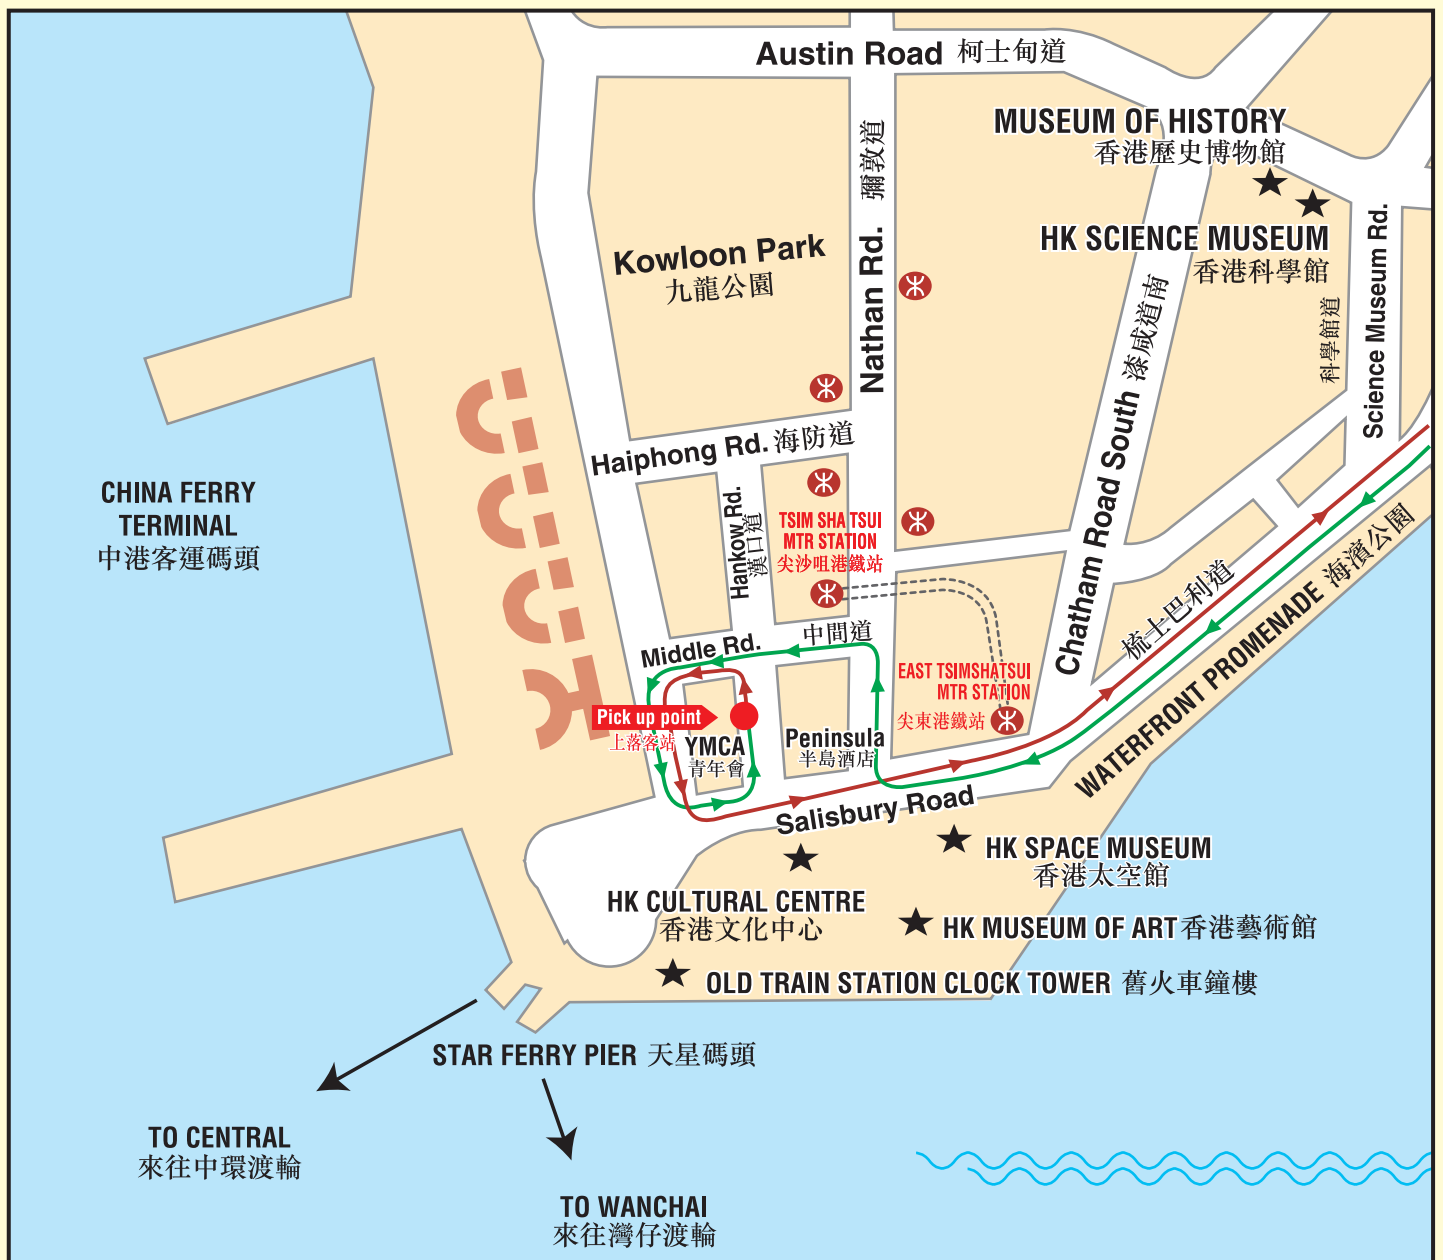 Austin Road 柯士甸道
MUSEUM OF HISTORY
香港歷史博物館
彌敦道
Nathan Rd.
HK SCIENCE MUSEUM
香港科學館
Kowloon Park
九龍公園
Science Museum Rd.
科學館道
Chatham Road South 漆咸道南
Haiphong Rd. 海防道
CHINA FERRY
TERMINAL
中港客運碼頭
Hankow Rd.
漢口道
TSIM SHA TSUI
MTR STATION
尖沙咀港鐵站
Middle Rd. 中間道
梳士巴利道
WATERFRONT PROMENADE 海濱公園
EAST TSIMSHATSUI
MTR STATION
尖東港鐵站
Pick up point
上落客站
YMCA
青年會
Peninsula
半島酒店
Salisbury Road
HK SPACE MUSEUM
香港太空館
HK CULTURAL CENTRE
香港文化中心
HK MUSEUM OF ART 香港藝術館
OLD TRAIN STATION CLOCK TOWER 舊火車鐘樓
STAR FERRY PIER 天星碼頭
TO CENTRAL
來往中環渡輪
TO WANCHAI
來往灣仔渡輪